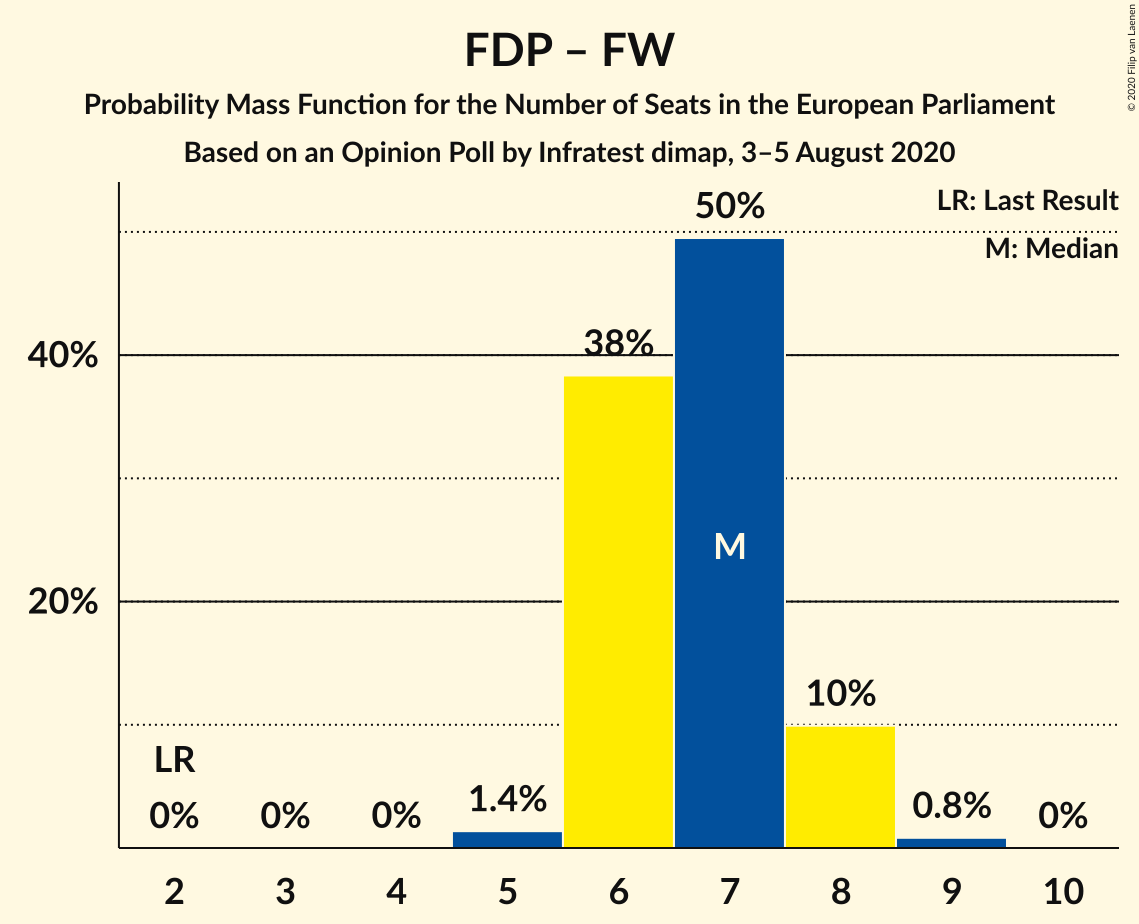 FDP – FW
Probability Mass Function for the Number of Seats in the European Parliament
Based on an Opinion Poll by Infratest dimap, 3–5 August 2020
© 2020 Filip van Laenen
LR: Last Result
M: Median
50%
38%
40%
M
20%
10%
LR
0%
0%
0%
1.4%
0.8%
0%
2
3
4
5
6
7
8
9
10